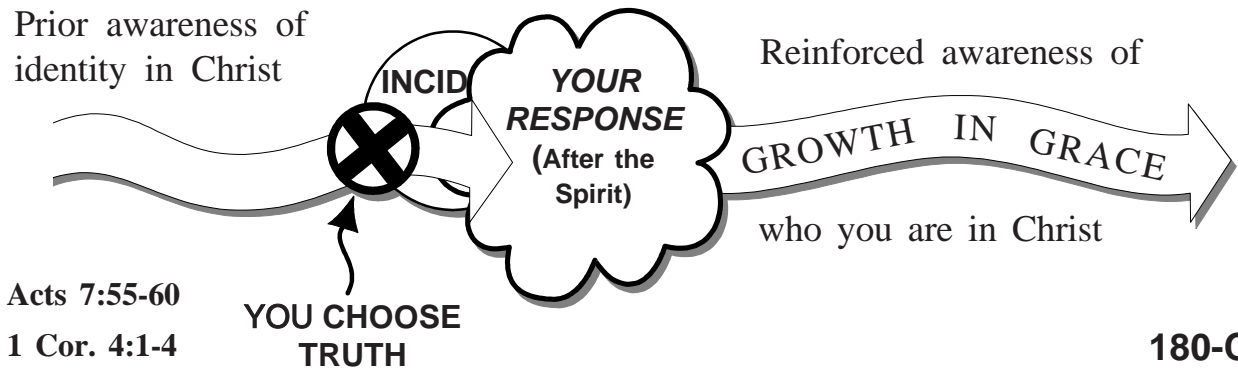 Prior awareness of
identity in Christ
INCID
YOUR
RESPONSE
(After the
Spirit)
Reinforced awareness of
GROWTH IN GRACE
who you are in Christ
Acts 7:55-60
1 Cor. 4:1-4
YOU CHOOSE
TRUTH